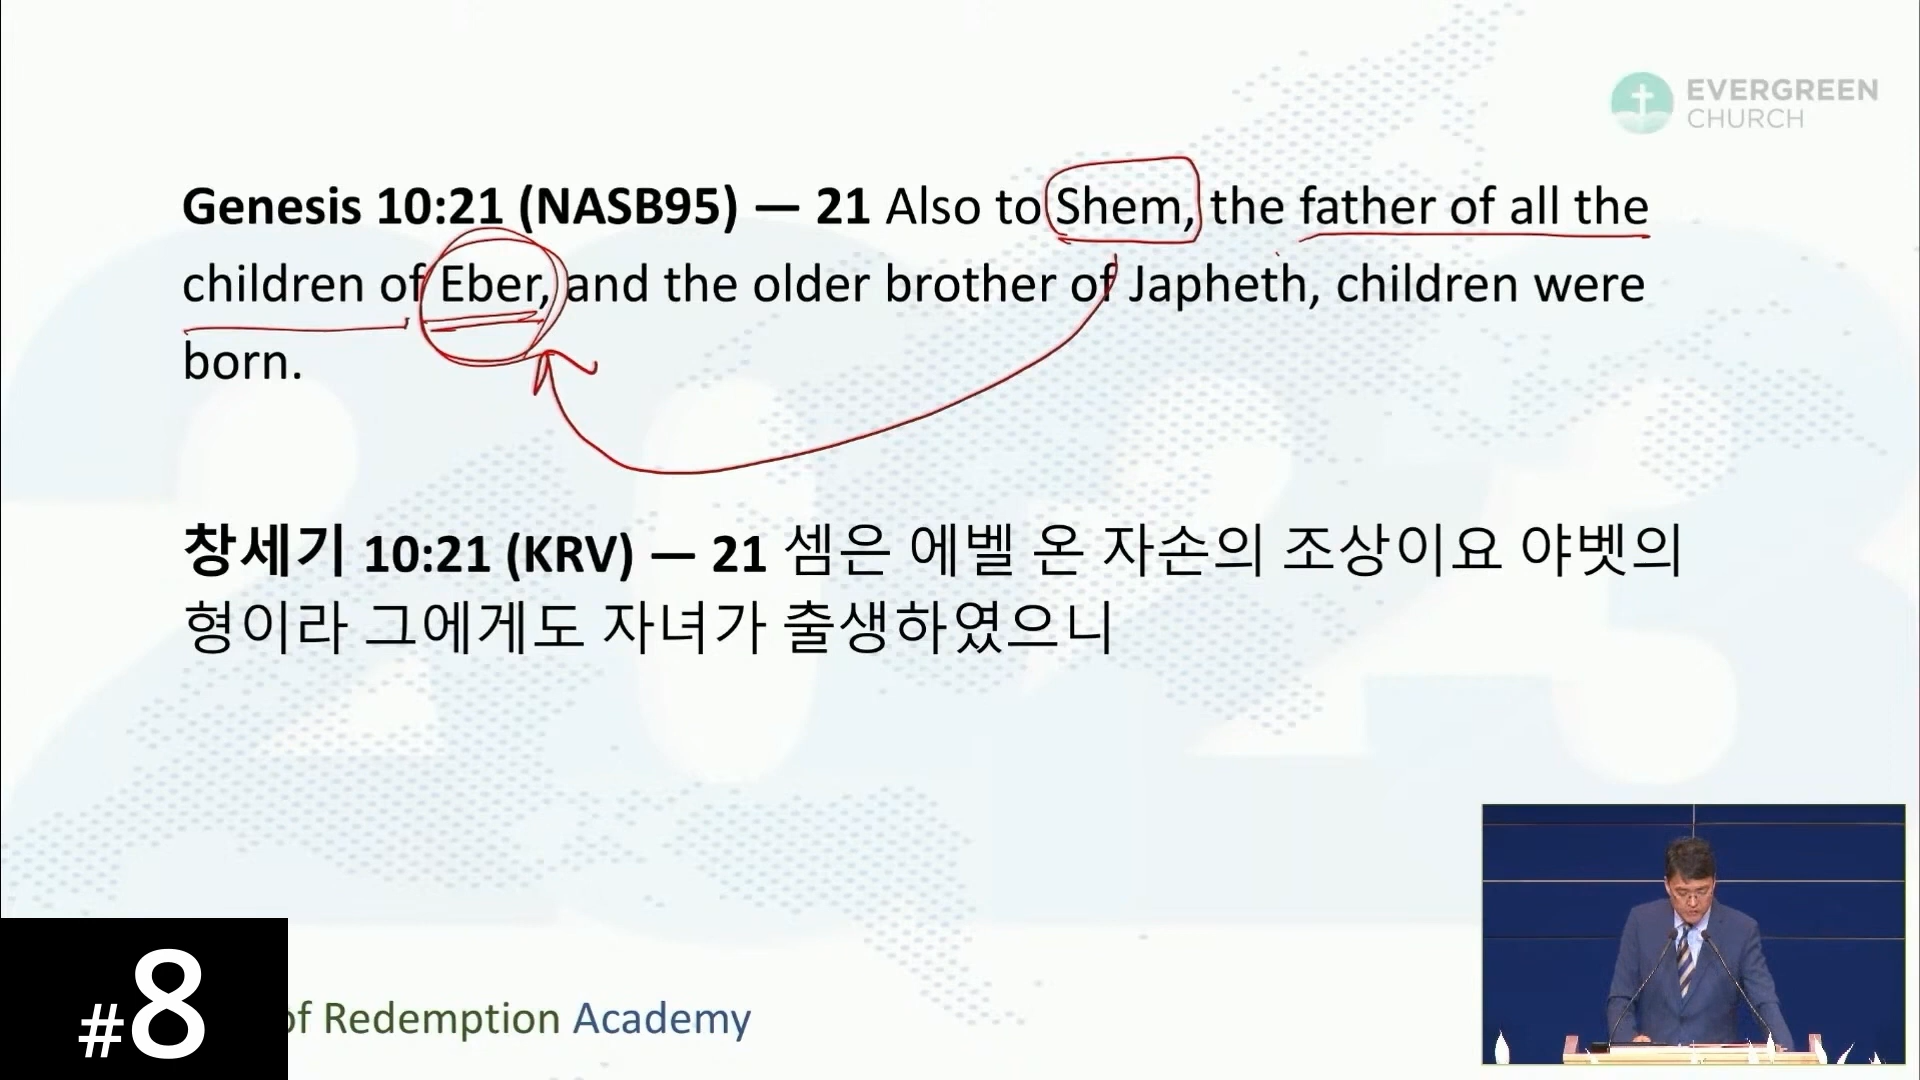 EVERGREEN
CHURCH
Genesis 10:21 (NASB95) — 21 Also to Shem, the father of all the
children of Eber, and the older brother of Japheth, children were
born.
창세기 10:21 (KRV) — 21 셈은 에벨 온 자손의 조상이요 야벳의
형이라 그에게도 자녀가 출생하였으니
#8
of Redemption Academy